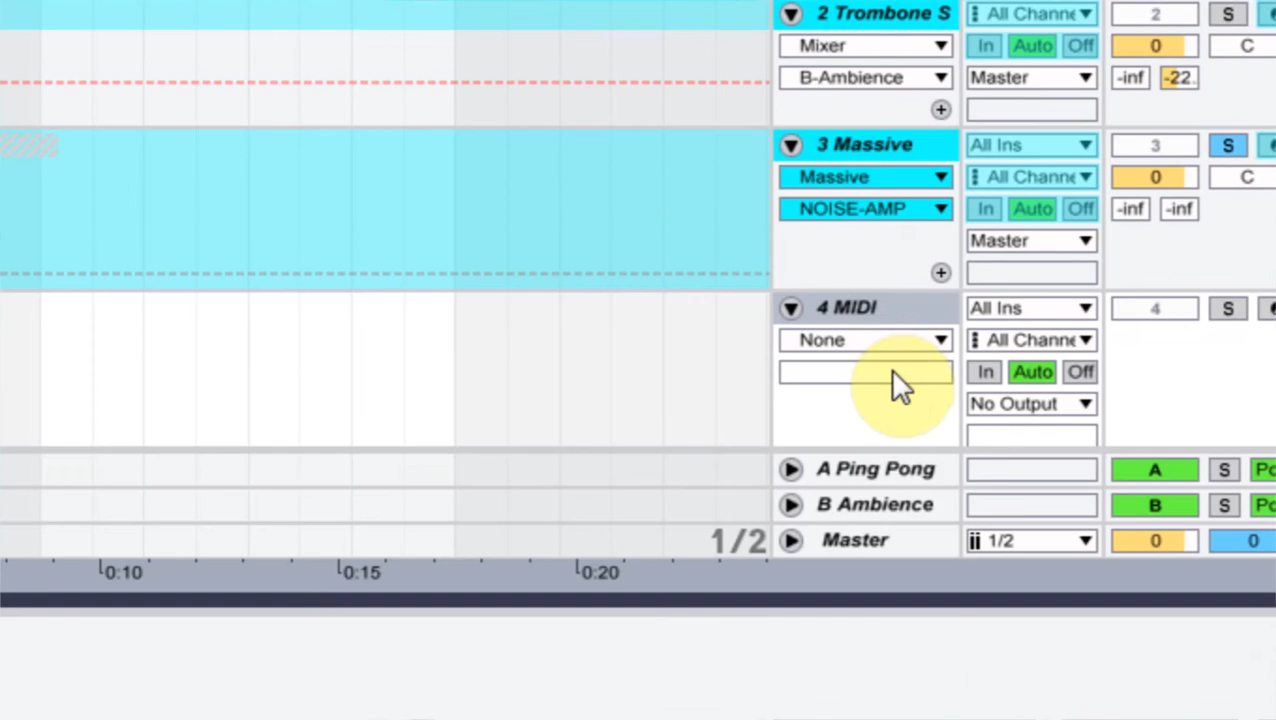 2 Trombone S All Channe 2 S
Mixer In Auto Off 0 C
B-Ambience Master -inf -22.
3 Massive All Ins 3 S
Massive All Channe 0 C
NOISE-AMP In Auto Off -inf -inf
Master
4 MIDI All Ins 4 S
None All Channe
In Auto Off
No Output
A Ping Pong A S Po
B Ambience B S Po
1/2 Master 1/2 0 0
0:10 0:15 0:20